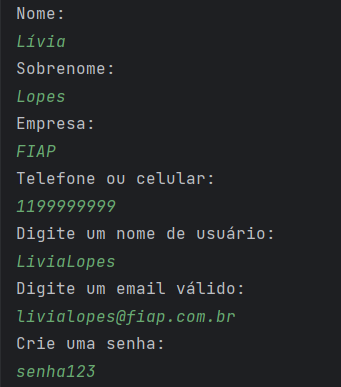 Nome:
Lívia
Sobrenome:
Lopes
Empresa:
FIAP
Telefone ou celular:
1199999999
Digite um nome de usuário:
LiviaLopes
Digite um email válido:
livialopes@fiap.com.br
Crie uma senha:
senha123